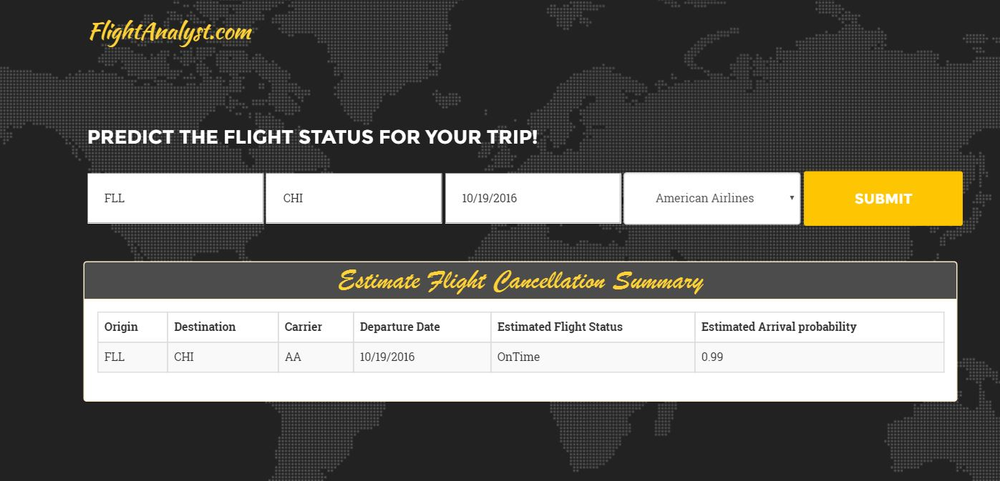 FlightAnalyst.com
PREDICT THE FLIGHT STATUS FOR YOUR TRIP!
FLL CHI 10/19/2016 American Airlines SUBMIT
Estimate Flight Cancellation Summary
Origin Destination Carrier Departure Date Estimated Flight Status Estimated Arrival probability
FLL CHI AA 10/19/2016 OnTime 0.99